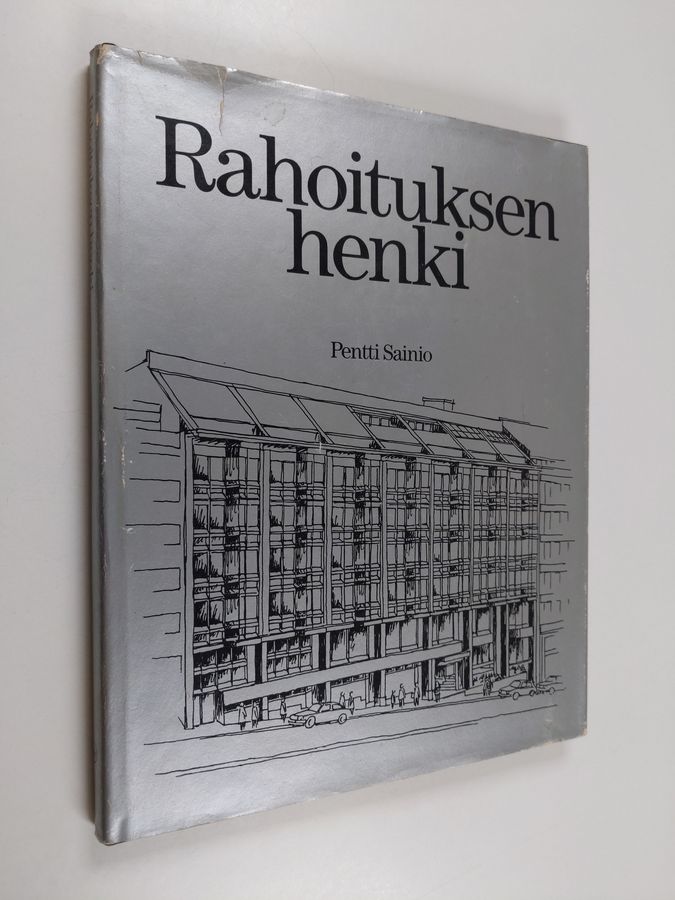 Rahoituksen
henki
Pentti Sainio